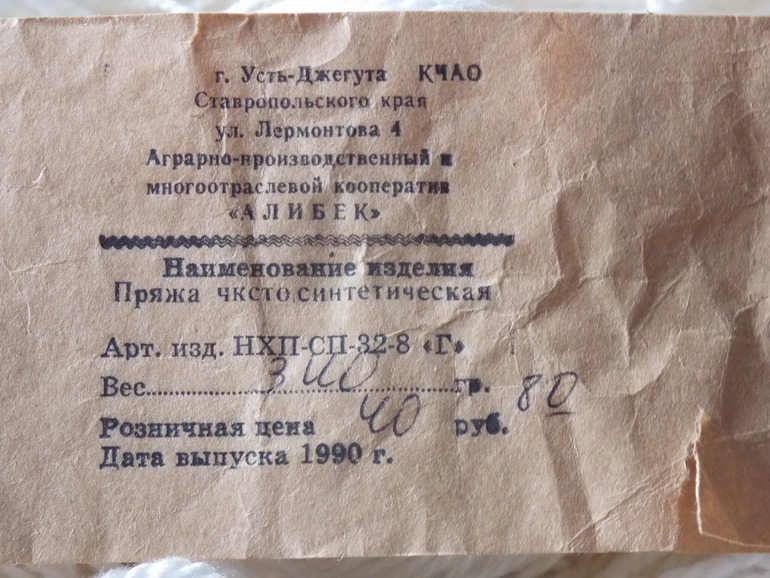 г. Усть-Джегута КЧАО
Ставропольского края
ул. Лермонтова 4
Аграрно-производственный и
многоотраслевой кооператив
«АЛИБЕК»
Наименование изделия
Пряжа чксто синтетическая
Арт. изд. НХП-СП-32-8 «Г»
Вес 340 гр.
Розничная цена 40 руб. 80
Дата выпуска 1990 г.